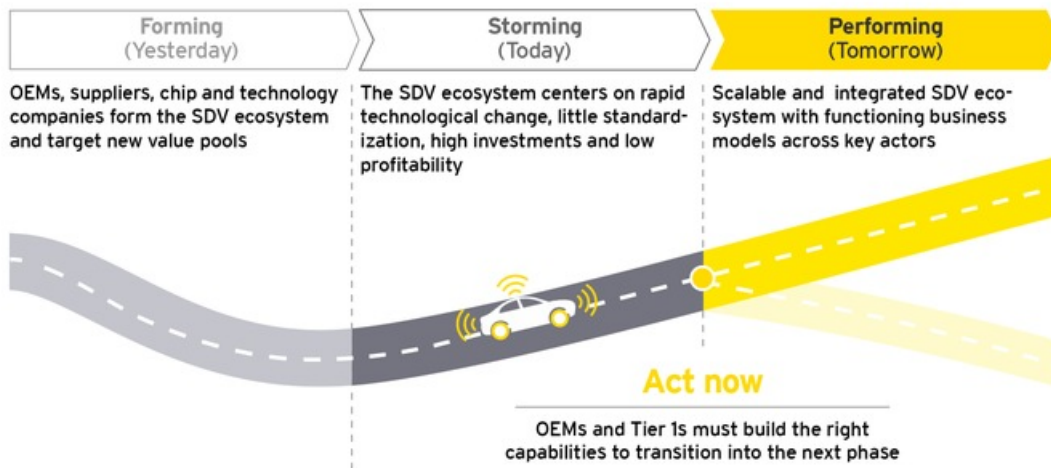 Forming
(Yesterday)
Storming
(Today)
Performing
(Tomorrow)
OEMs, suppliers, chip and technology
companies form the SDV ecosystem
and target new value pools
The SDV ecosystem centers on rapid
technological change, little standard-
ization, high investments and low
profitability
Scalable and integrated SDV eco-
system with functioning business
models across key actors
Act now
OEMs and Tier 1s must build the right
capabilities to transition into the next phase